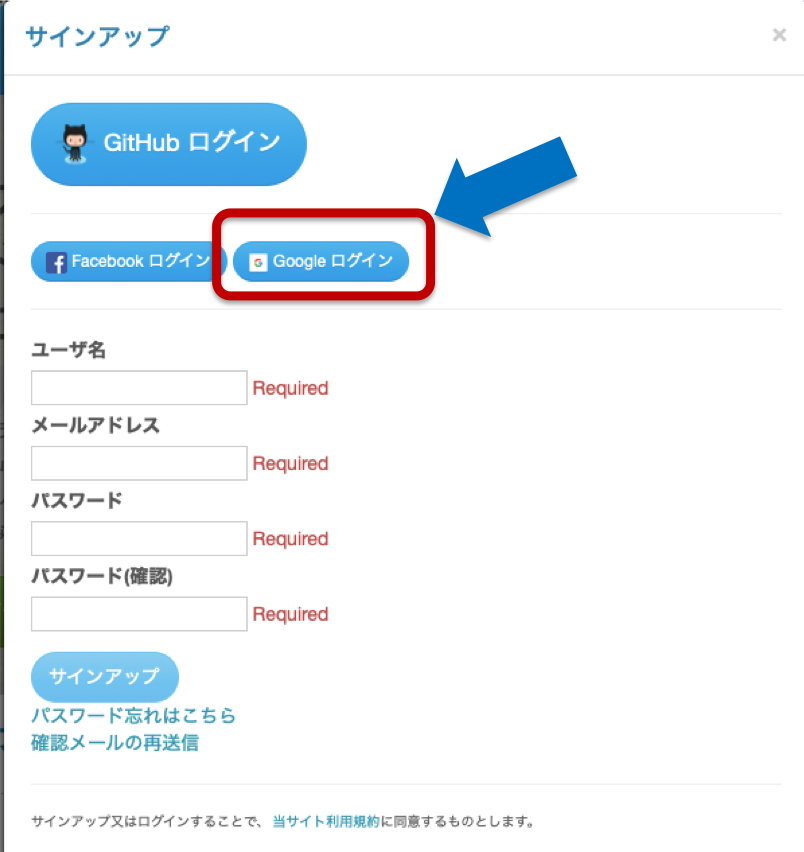 サインアップ
×
GitHub ログイン
Facebook ログイン
Google ログイン
ユーザ名
Required
メールアドレス
Required
パスワード
Required
パスワード(確認)
Required
サインアップ
パスワード忘れはこちら
確認メールの再送信
サインアップ又はログインすることで、 当サイト利用規約に同意するものとします。